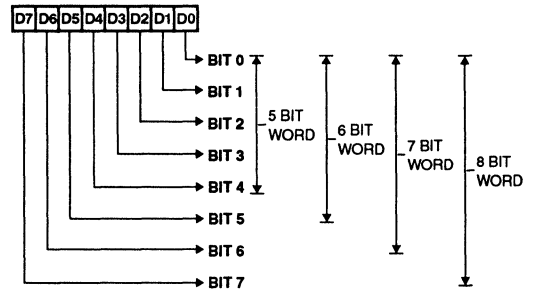 D7 D6 D5 D4 D3 D2 D1 D0
BIT 0
BIT 1
BIT 2
BIT 3
BIT 4
BIT 5
BIT 6
BIT 7
5 BIT
WORD
6 BIT
WORD
7 BIT
WORD
8 BIT
WORD